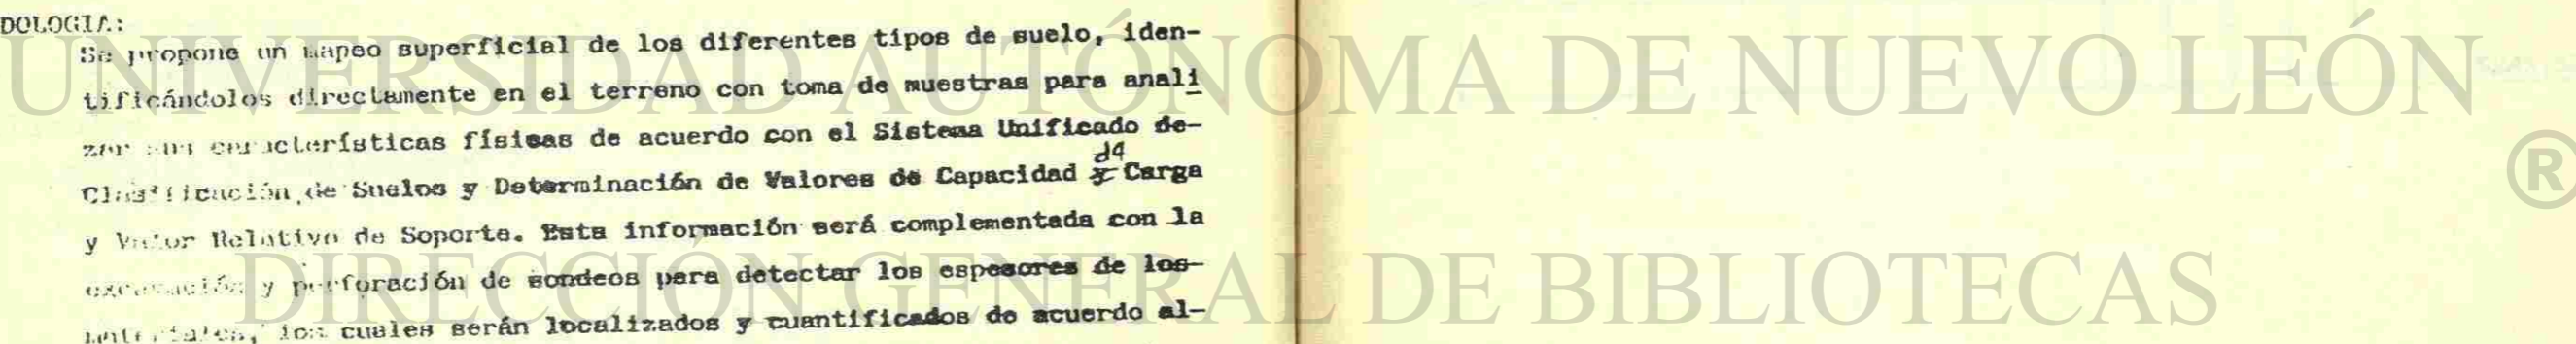 DOLOGIA:
Se propone un mapeo superficial de los diferentes tipos de suelo, iden-
tificándolos directamente en el terreno con toma de muestras para anali
zar sus características físicas de acuerdo con el Sistema Unificado de-
Clasificación de Suelos y Determinación de Valores de Capacidad de Carga
y Valor Relativo de Soporte. Esta información será complementada con la
excavación y perforación de sondeos para detectar los espesores de los-
materiales, los cuales serán localizados y cuantificados de acuerdo al-
UNIVERSIDAD AUTÓNOMA DE NUEVO LEÓN
®
DIRECCIÓN GENERAL DE BIBLIOTECAS